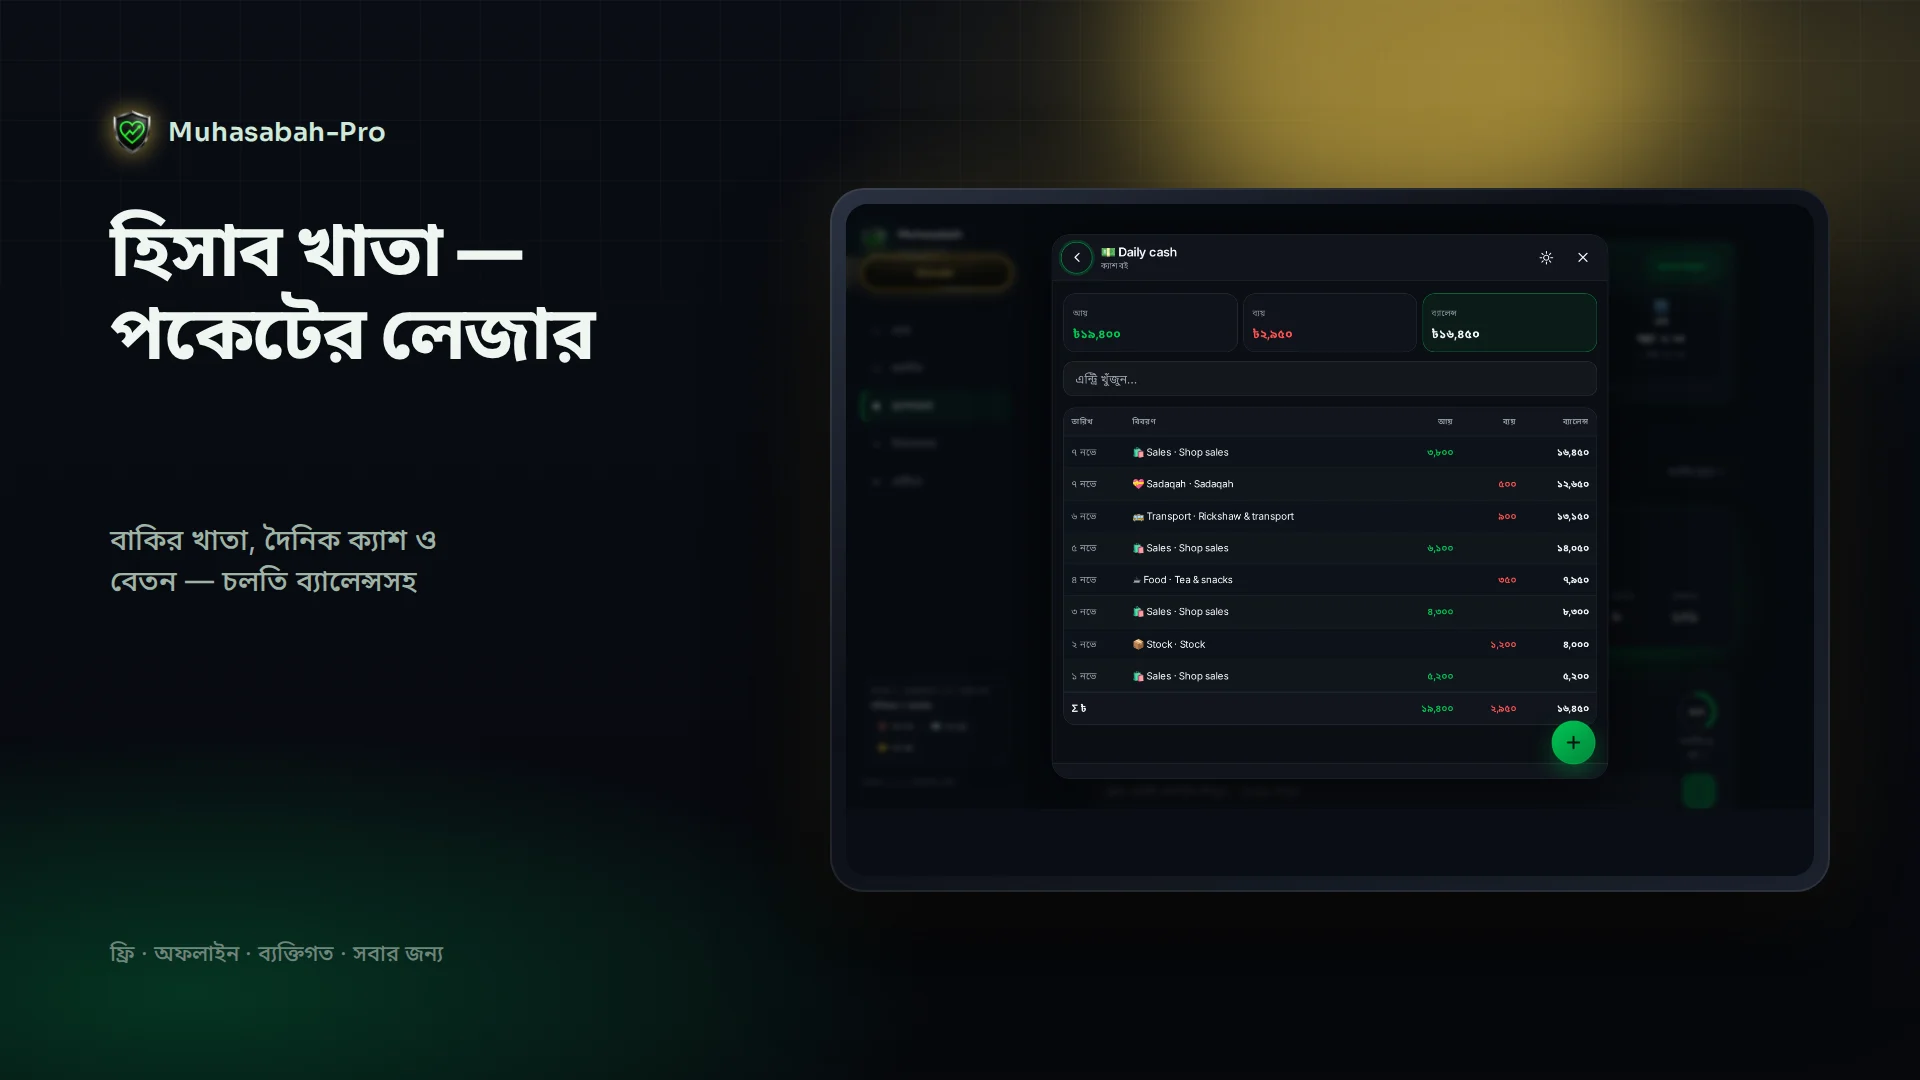 Muhasabah-Pro
হিসাব খাতা —
পকেটের লেজার
বাকির খাতা, দৈনিক ক্যাশ ও
বেতন — চলতি ব্যালেন্সসহ
ফ্রি · অফলাইন · ব্যক্তিগত · সবার জন্য
Muhasabah
💵 Daily cash
ক্যাশ বই
আয় ব্যয় ব্যালেন্স
৳১৯,৪০০ ৳২,৯৫০ ৳১৬,৪৫০
এন্ট্রি খুঁজুন...
তারিখ বিবরণ আয় ব্যয় ব্যালেন্স
৭ নভে 🛍️ Sales · Shop sales ৩,৮০০ ১৬,৪৫০
৭ নভে 💝 Sadaqah · Sadaqah ৫০০ ১২,৬৫০
৬ নভে 🚌 Transport · Rickshaw & transport ৯০০ ১৩,১৫০
৫ নভে 🛍️ Sales · Shop sales ৬,১০০ ১৪,০৫০
৪ নভে ☕ Food · Tea & snacks ৩৫০ ৭,৯৫০
৩ নভে 🛍️ Sales · Shop sales ৪,৩০০ ৮,৩০০
২ নভে 📦 Stock · Stock ১,২০০ ৪,০০০
১ নভে 🛍️ Sales · Shop sales ৫,২০০ ৫,২০০
Σ ৳ ১৯,৪০০ ২,৯৫০ ১৬,৪৫০